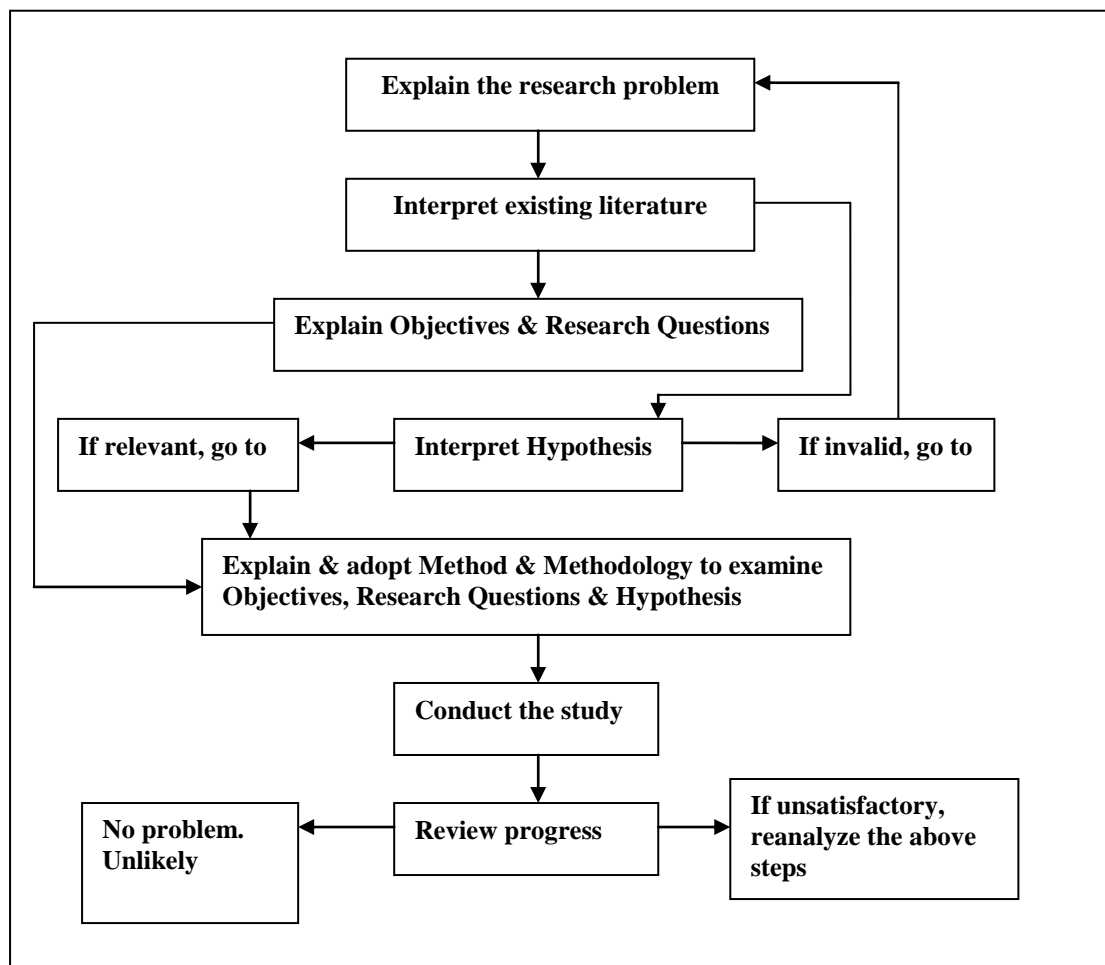 Explain the research problem
Interpret existing literature
Explain Objectives & Research Questions
If relevant, go to
Interpret Hypothesis
If invalid, go to
Explain & adopt Method & Methodology to examine
Objectives, Research Questions & Hypothesis
Conduct the study
No problem.
Unlikely
Review progress
If unsatisfactory,
reanalyze the above
steps